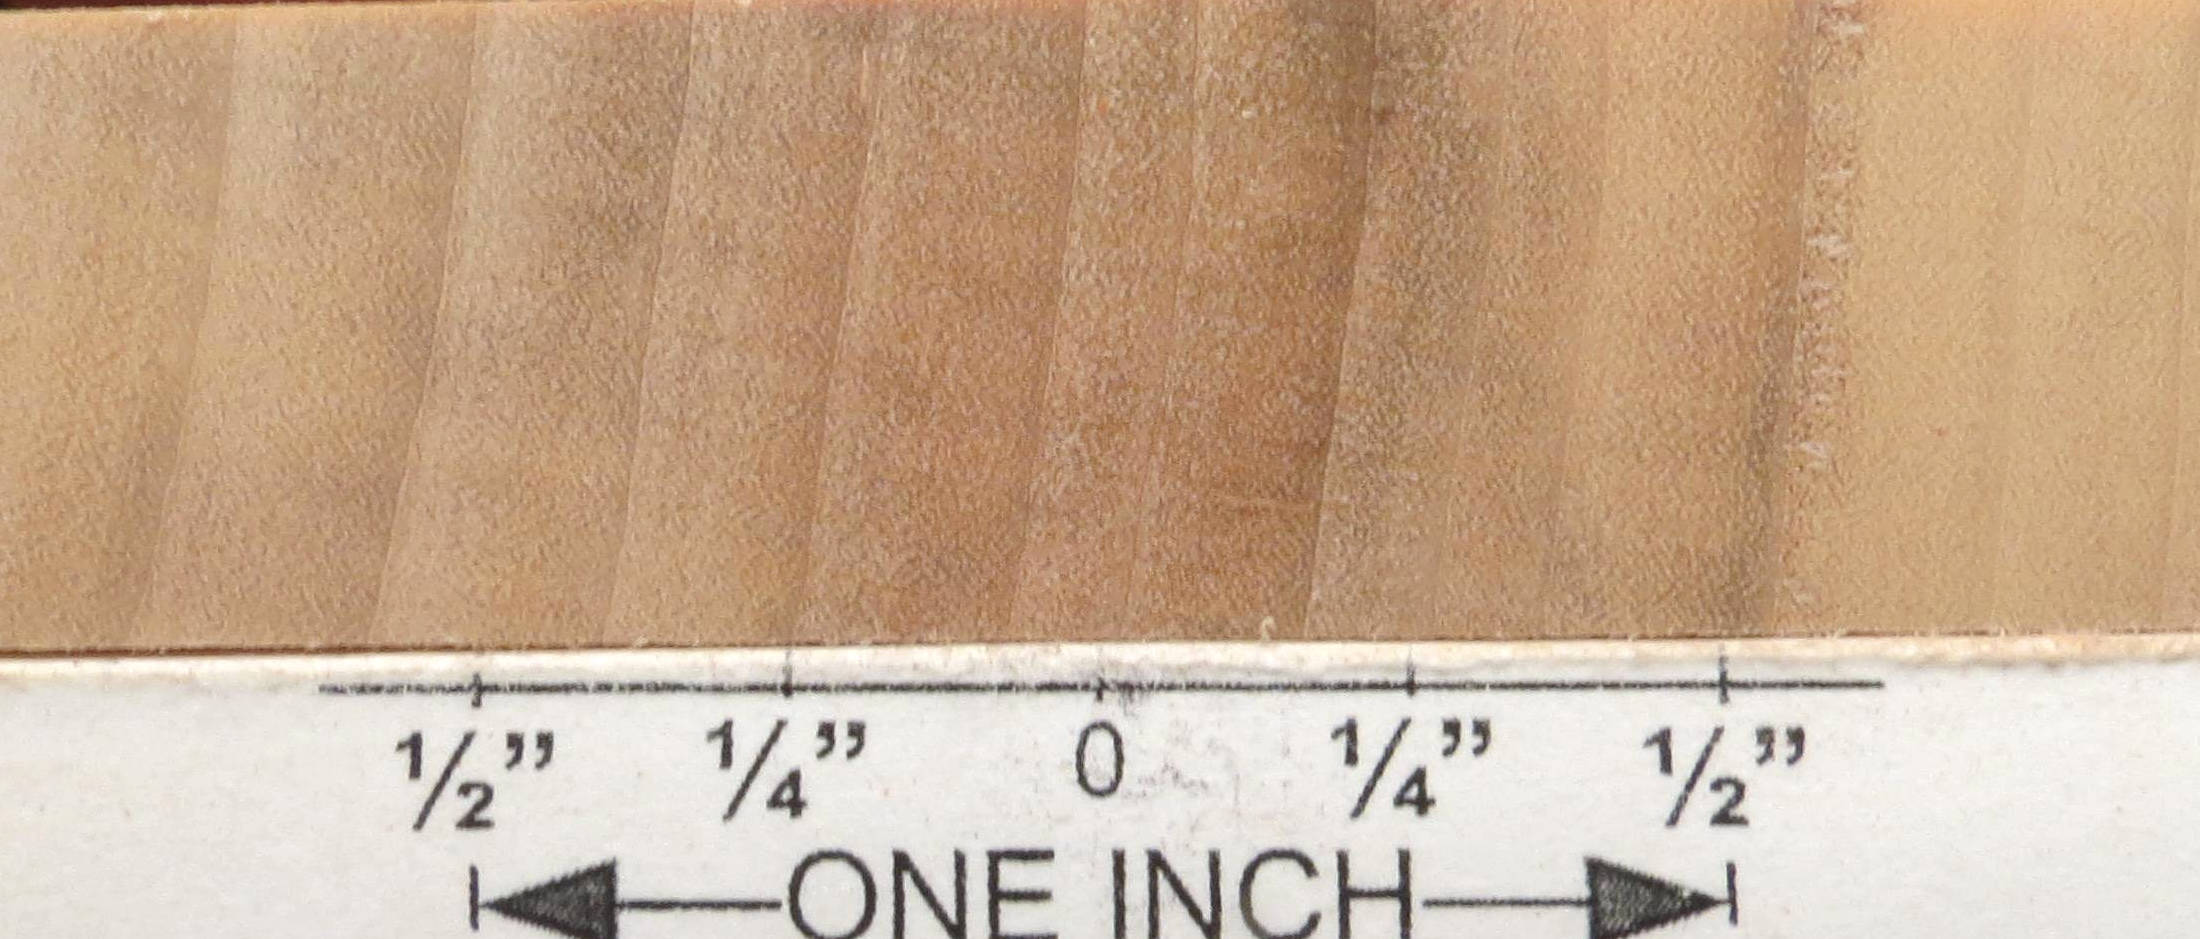 1/2” 1/4” 0 1/4” 1/2”
ONE INCH